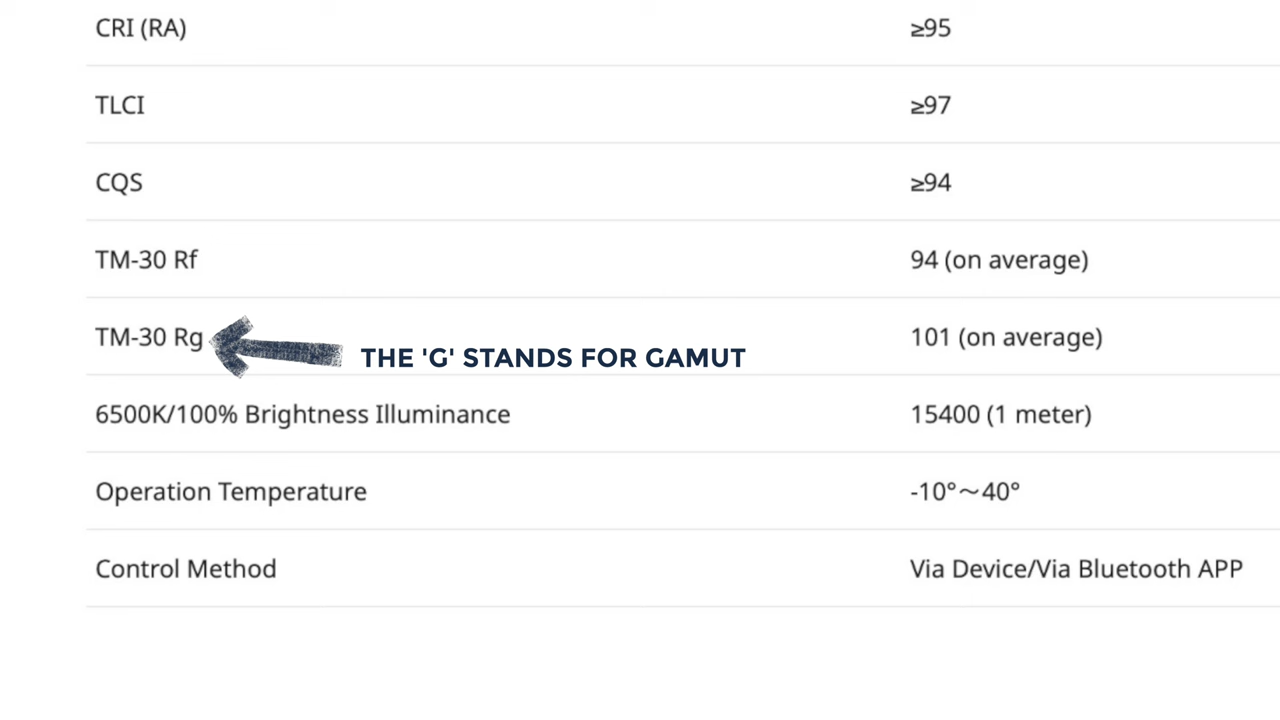 CRI (RA) ≥95
TLCI ≥97
CQS ≥94
TM-30 Rf 94 (on average)
TM-30 Rg THE 'G' STANDS FOR GAMUT 101 (on average)
6500K/100% Brightness Illuminance 15400 (1 meter)
Operation Temperature -10°～40°
Control Method Via Device/Via Bluetooth APP